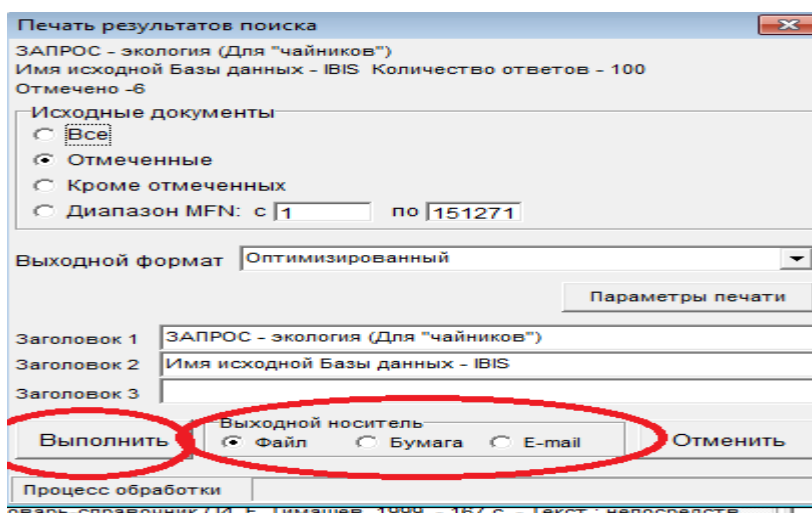 Печать результатов поиска
ЗАПРОС - экология (Для "чайников")
Имя исходной Базы данных - IBIS Количество ответов - 100
Отмечено -6
Исходные документы
Все
Отмеченные
Кроме отмеченных
Диапазон MFN: с 1 по 151271
Выходной формат Оптимизированный
Параметры печати
Заголовок 1 ЗАПРОС - экология (Для "чайников")
Заголовок 2 Имя исходной Базы данных - IBIS
Заголовок 3
Выходной носитель
Выполнить Файл Бумага E-mail Отменить
Процесс обработки